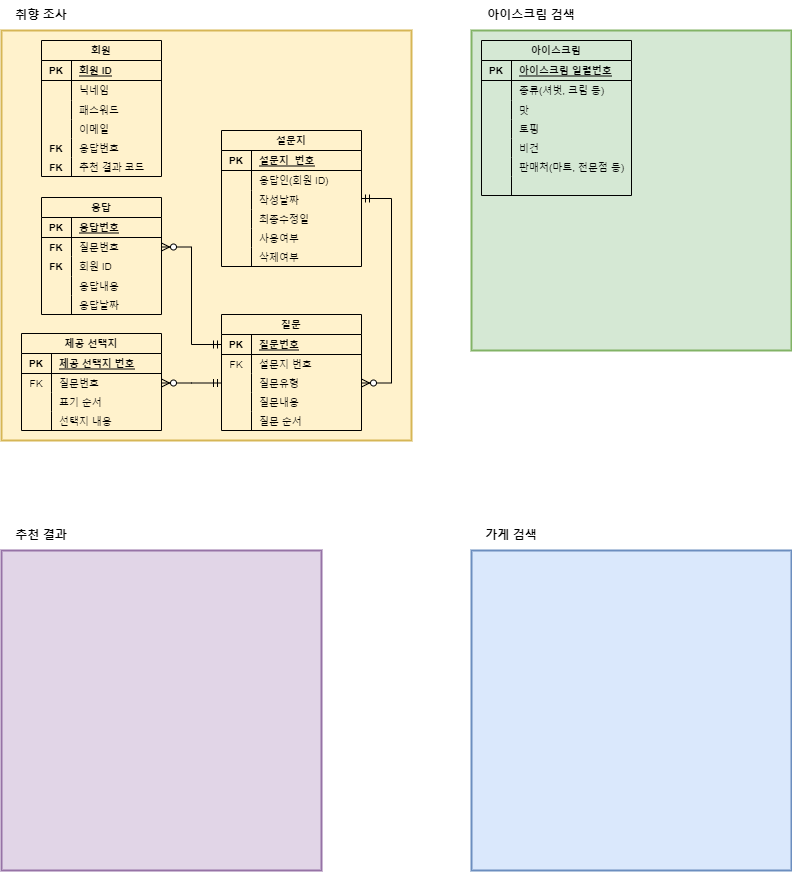 취향 조사
회원
PK 회원 ID
닉네임
패스워드
이메일
FK 응답번호
FK 추천 결과 코드
응답
PK 응답번호
FK 질문번호
FK 회원 ID
응답내용
응답날짜
제공 선택지
PK 제공 선택지 번호
FK 질문번호
표기 순서
선택지 내용
설문지
PK 설문지 번호
응답인(회원 ID)
작성날짜
최종수정일
사용여부
삭제여부
질문
PK 질문번호
FK 설문지 번호
질문유형
질문내용
질문 순서
아이스크림 검색
아이스크림
PK 아이스크림 일렬번호
종류(셔벗, 크림 등)
맛
토핑
비건
판매처(마트, 전문점 등)
추천 결과
가게 검색